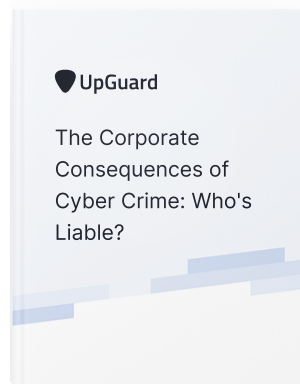 UpGuard
The Corporate
Consequences of
Cyber Crime: Who's
Liable?